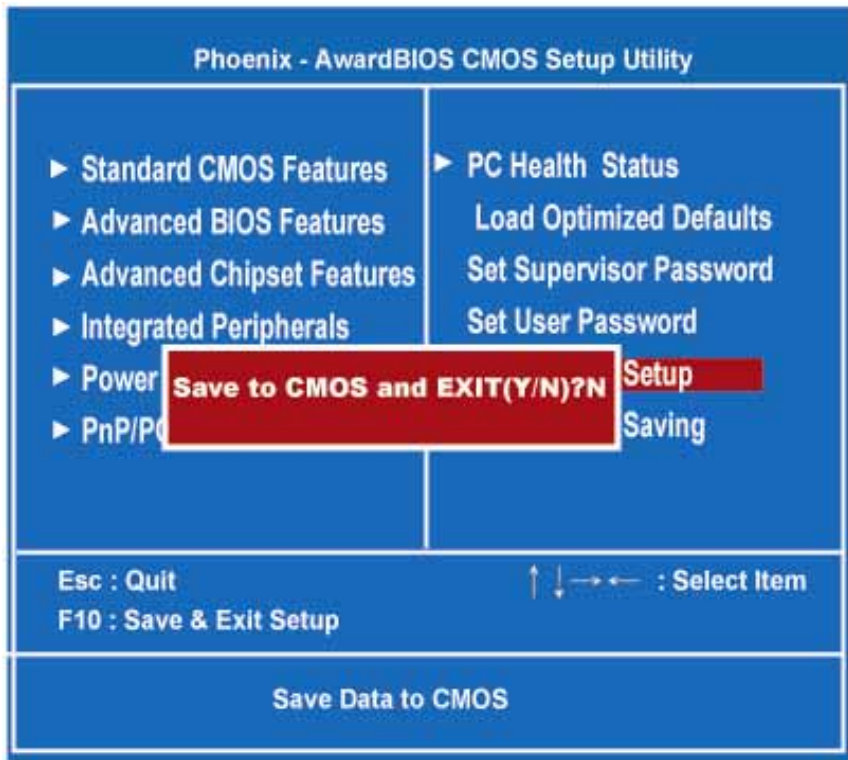 Phoenix - AwardBIOS CMOS Setup Utility
Standard CMOS Features
Advanced BIOS Features
Advanced Chipset Features
Integrated Peripherals
Power
PnP/P
PC Health Status
Load Optimized Defaults
Set Supervisor Password
Set User Password
Setup
Saving
Save to CMOS and EXIT(Y/N)?N
Esc : Quit
↑ ↓ → ← : Select Item
F10 : Save & Exit Setup
Save Data to CMOS